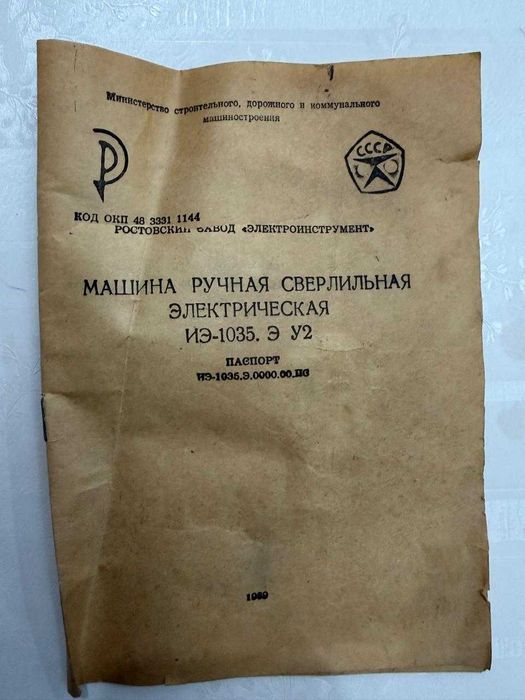 Министерство строительного, дорожного и коммунального
машиностроения
СССР
КОД ОКП 48 3331 1144
РОСТОВСКИЙ ЗАВОД «ЭЛЕКТРОИНСТРУМЕНТ»
МАШИНА РУЧНАЯ СВЕРЛИЛЬНАЯ
ЭЛЕКТРИЧЕСКАЯ
ИЭ-1035. Э У2
ПАСПОРТ
ИЭ-1035.Э.0000.00.ПС
1989